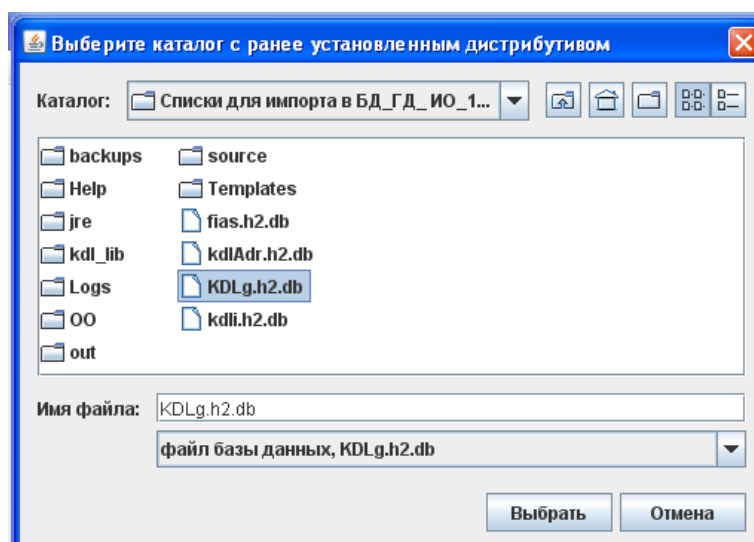 Выберите каталог с ранее установленным дистрибутивом
Каталог: Списки для импорта в БД_ГД_ ИО_1...
backups source
Help Templates
jre fias.h2.db
kdl_lib kdlAdr.h2.db
Logs KDLg.h2.db
OO kdli.h2.db
out
Имя файла: KDLg.h2.db
файл базы данных, KDLg.h2.db
Выбрать Отмена